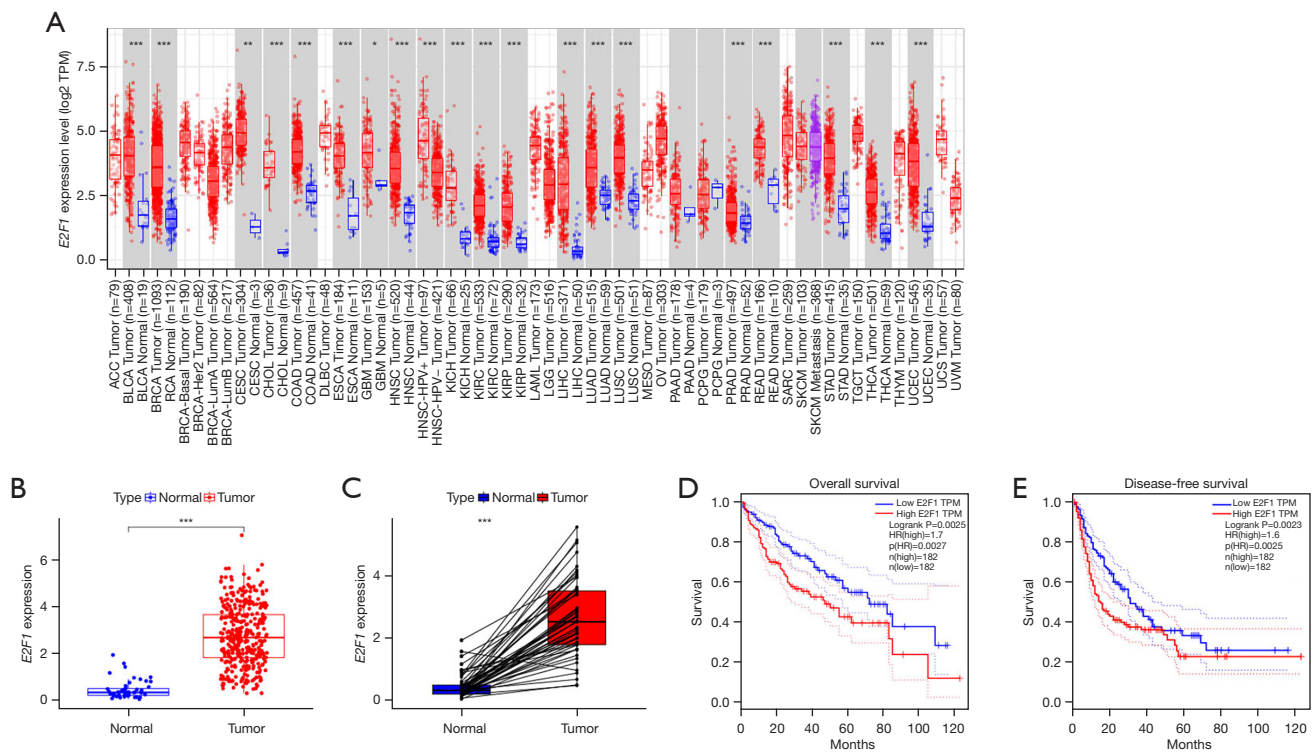 A
*** *** ** *** *** *** * *** *** *** *** *** *** *** *** *** *** *** *** ***
E2F1 expression level (log2 TPM)
7.5
5.0
2.5
0.0
ACC Tumor (n=79)
BLCA Tumor (n=408)
BLCA Normal (n=19)
BRCA Tumor (n=1093)
RCA Normal (n=112)
BRCA-Basal Tumor (n=190)
BRCA-Her2 Tumor (n=82)
BRCA-LumA Tumor (n=564)
BRCA-LumB Tumor (n=217)
CESC Tumor (n=304)
CESC Normal (n=3)
CHOL Tumor (n=36)
CHOL Normal (n=9)
COAD Tumor (n=457)
COAD Normal (n=41)
DLBC Tumor (n=48)
ESCA Timor (n=184)
ESCA Normal (n=11)
GBM Tumor (n=153)
GBM Normal (n=5)
HNSC Tumor (n=520)
HNSC Normal (n=44)
HNSC-HPV+ Tumor (n=97)
HNSC-HPV− Tumor (n=421)
KICH Tumor (n=66)
KICH Normal (n=25)
KIRC Tumor (n=533)
KIRC Normal (n=72)
KIRP Tumor (n=290)
KIRP Normal (n=32)
LAML Tumor (n=173)
LGG Tumor (n=516)
LIHC Tumor (n=371)
LIHC Normal (n=50)
LUAD Tumor (n=515)
LUAD Normal (n=59)
LUSC Tumor (n=501)
LUSC Normal (n=51)
MESO Tumor (n=87)
OV Tumor (n=303)
PAAD Tumor (n=178)
PAAD Normal (n=4)
PCPG Tumor (n=179)
PCPG Normal (n=3)
PRAD Tumor (n=497)
PRAD Normal (n=52)
READ Tumor (n=166)
READ Normal (n=10)
SARC Tumor (n=259)
SKCM Tumor (n=103)
SKCM Metastasis (n=368)
STAD Tumor (n=415)
STAD Normal (n=35)
TGCT Tumor (n=150)
THCA Tumor (n=501)
THCA Normal (n=59)
THYM Tumor (n=120)
UCEC Tumor (n=545)
UCEC Normal (n=35)
UCS Tumor (n=57)
UVM Tumor (n=80)
B
Type Normal Tumor
***
E2F1 expression
6
4
2
0
Normal Tumor
C
Type Normal Tumor
***
E2F1 expression
4
2
0
Normal Tumor
D
Overall survival
Low E2F1 TPM
High E2F1 TPM
Logrank P=0.0025
HR(high)=1.7
p(HR)=0.0027
n(high)=182
n(low)=182
Survival
1.0
0.8
0.6
0.4
0.2
0.0
0 20 40 60 80 100 120
Months
E
Disease-free survival
Low E2F1 TPM
High E2F1 TPM
Logrank P=0.0023
HR(high)=1.6
p(HR)=0.0025
n(high)=182
n(low)=182
Survival
1.0
0.8
0.6
0.4
0.2
0.0
0 20 40 60 80 100 120
Months